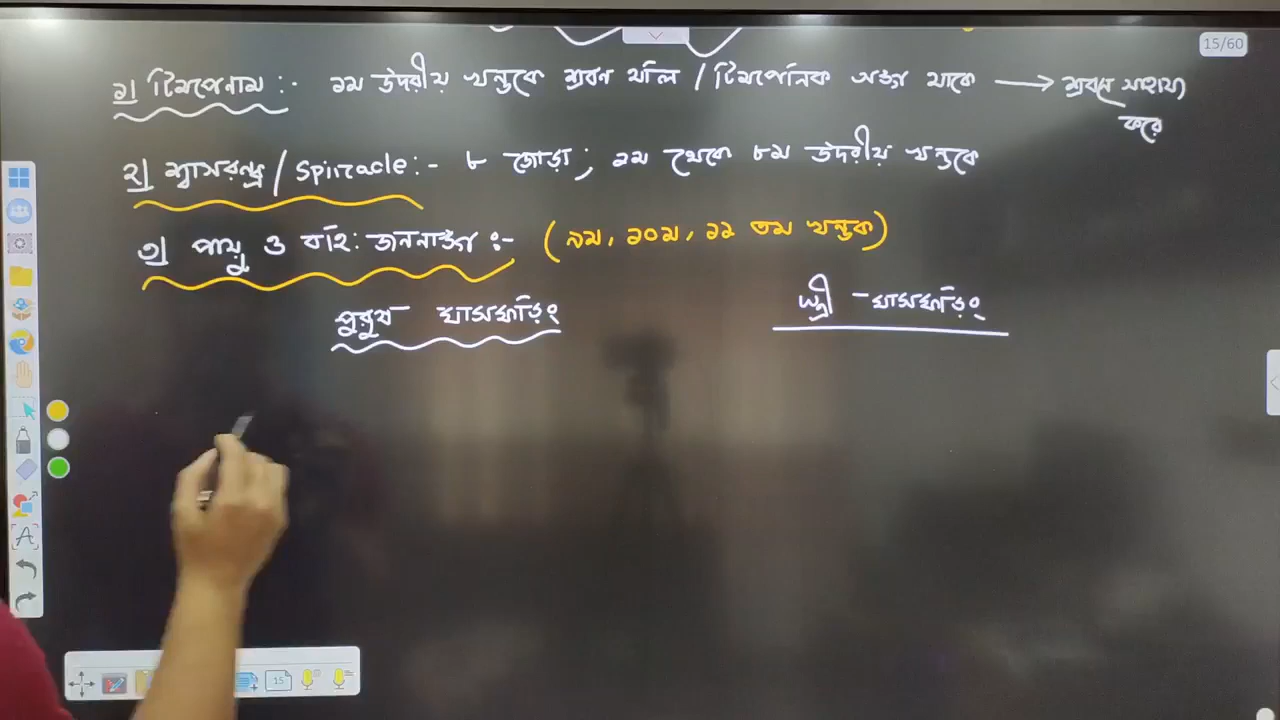 15/60
১) টিমপেনাম :- ১ম উদরীয় খন্ডকে শ্রবণ থলি / টিমপেনিক অঙ্গ থাকে → শ্রবণে সাহায্য
করে
২) শ্বাসরন্ধ্র / Spiracle :- ৮ জোড়া ; ১ম থেকে ৮ম উদরীয় খন্ডকে
৩) পায়ু ও বহি: জননাঙ্গ :- (৯ম, ১০ম, ১১ তম খন্ডক)
পুরুষ ঘাসফড়িং স্ত্রী - ঘাসফড়িং
15